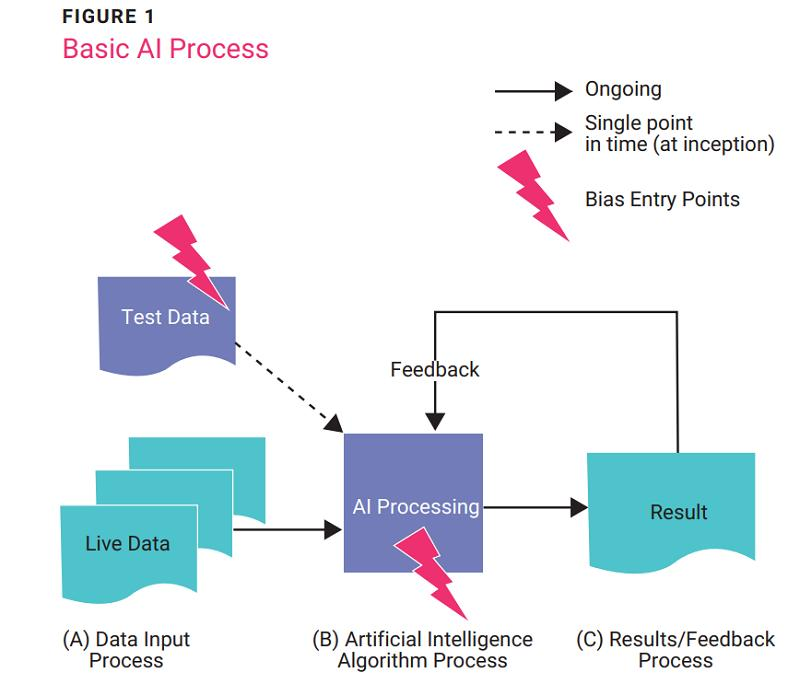 FIGURE 1
Basic AI Process
Ongoing
Single point
in time (at inception)
Bias Entry Points
Test Data
Feedback
AI Processing
Result
Live Data
(A) Data Input
Process
(B) Artificial Intelligence
Algorithm Process
(C) Results/Feedback
Process